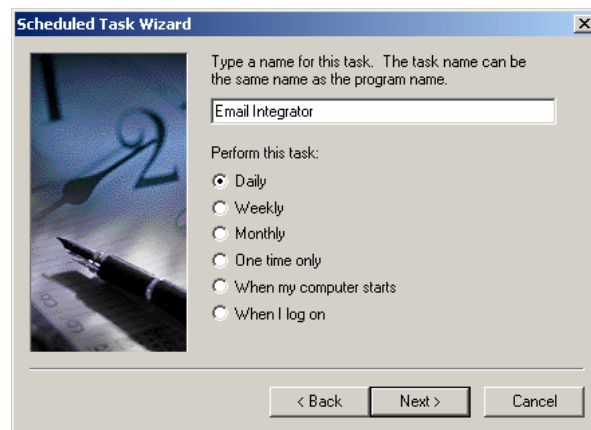 Scheduled Task Wizard
Type a name for this task. The task name can be
the same name as the program name.
Email Integrator
Perform this task:
Daily
Weekly
Monthly
One time only
When my computer starts
When I log on
< Back
Next >
Cancel